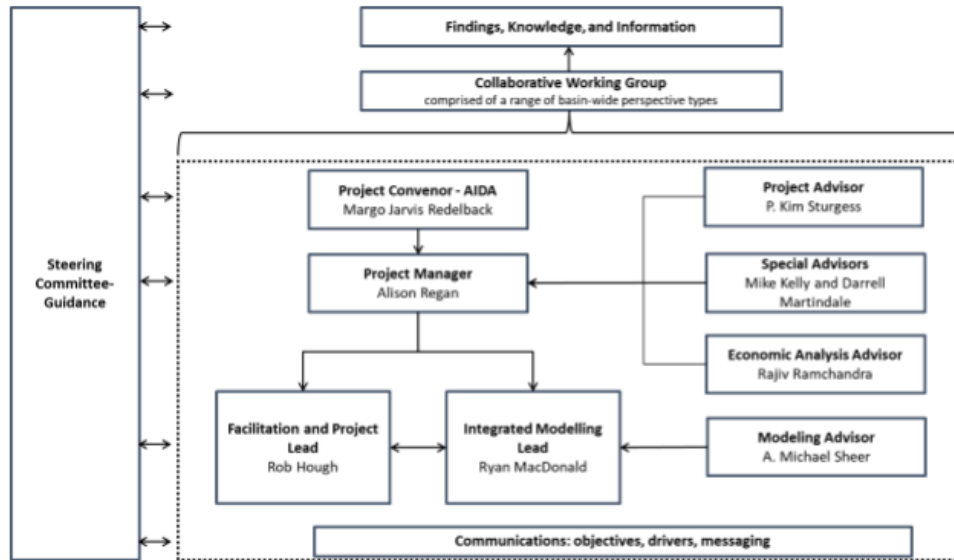 Findings, Knowledge, and Information
Collaborative Working Group
comprised of a range of basin-wide perspective types
Steering
Committee-
Guidance
Project Convenor - AIDA
Margo Jarvis Redelback
Project Advisor
P. Kim Sturgess
Project Manager
Alison Regan
Special Advisors
Mike Kelly and Darrell
Martindale
Economic Analysis Advisor
Rajiv Ramchandra
Facilitation and Project
Lead
Rob Hough
Integrated Modelling
Lead
Ryan MacDonald
Modeling Advisor
A. Michael Sheer
Communications: objectives, drivers, messaging